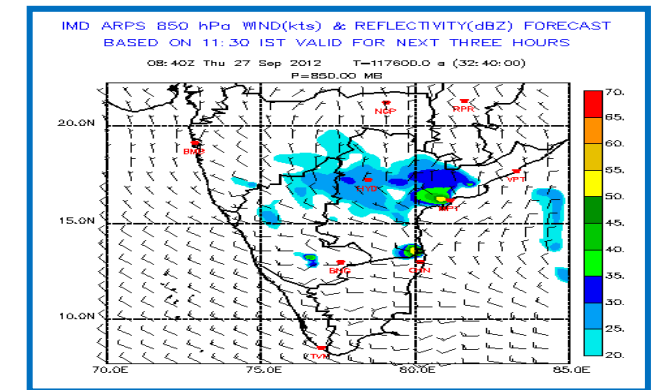 IMD ARPS 850 hPa WIND(kts) & REFLECTIVITY(dBZ) FORECAST
BASED ON 11:30 IST VALID FOR NEXT THREE HOURS
08:40Z Thu 27 Sep 2012 T=117600.0 s (32:40:00)
P=850.00 MB
70.
65.
60.
55.
50.
45.
40.
35.
30.
25.
20.
20.0N
15.0N
10.0N
NGP
RPR
BMB
HYD
VPT
MPT
BNG
CHN
TVM
70.0E 75.0E 80.0E 85.0E